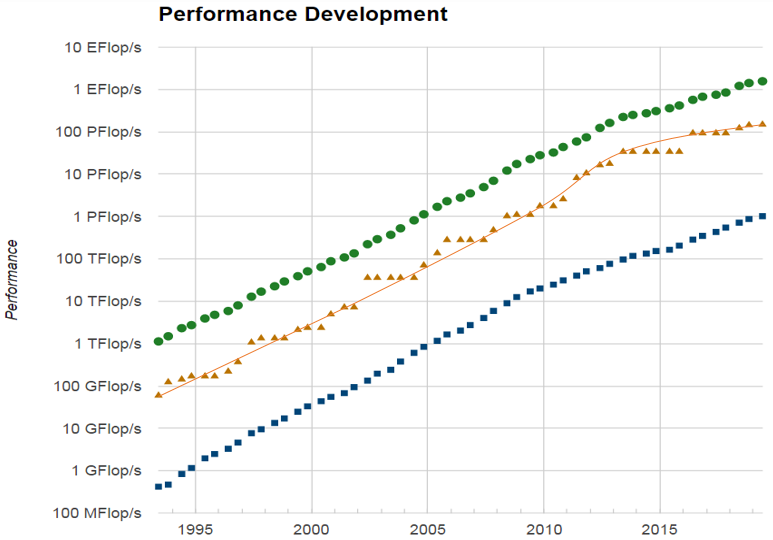 Performance Development
10 EFlop/s
1 EFlop/s
100 PFlop/s
10 PFlop/s
1 PFlop/s
100 TFlop/s
10 TFlop/s
1 TFlop/s
100 GFlop/s
10 GFlop/s
1 GFlop/s
100 MFlop/s
Performance
1995 2000 2005 2010 2015